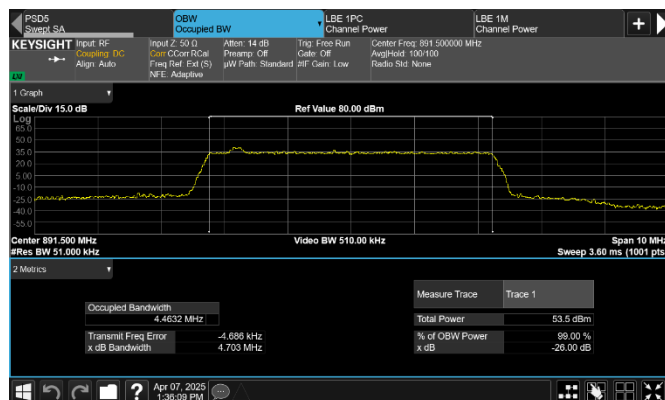 PSD5
Swept SA
OBW
Occupied BW
LBE 1PC
Channel Power
LBE 1M
Channel Power
KEYSIGHT
Input: RF
Coupling: DC
Align: Auto
Input Z: 50 Ω
Corr CCorr RCal
Freq Ref: Ext (S)
NFE: Adaptive
Atten: 14 dB
Preamp: Off
µW Path: Standard
Trig: Free Run
Gate: Off
#IF Gain: Low
Center Freq: 891.500000 MHz
Avg|Hold: 100/100
Radio Std: None
1 Graph
Scale/Div 15.0 dB
Ref Value 80.00 dBm
Log
65.0
50.0
35.0
20.0
5.00
-10.0
-25.0
-40.0
-55.0
Center 891.500 MHz
#Res BW 51.000 kHz
Video BW 510.00 kHz
Span 10 MHz
Sweep 3.60 ms (1001 pts
2 Metrics
Measure Trace
Trace 1
Occupied Bandwidth
4.4632 MHz
Total Power
53.5 dBm
Transmit Freq Error
-4.686 kHz
% of OBW Power
99.00 %
x dB Bandwidth
4.703 MHz
x dB
-26.00 dB
Apr 07, 2025
1:36:09 PM